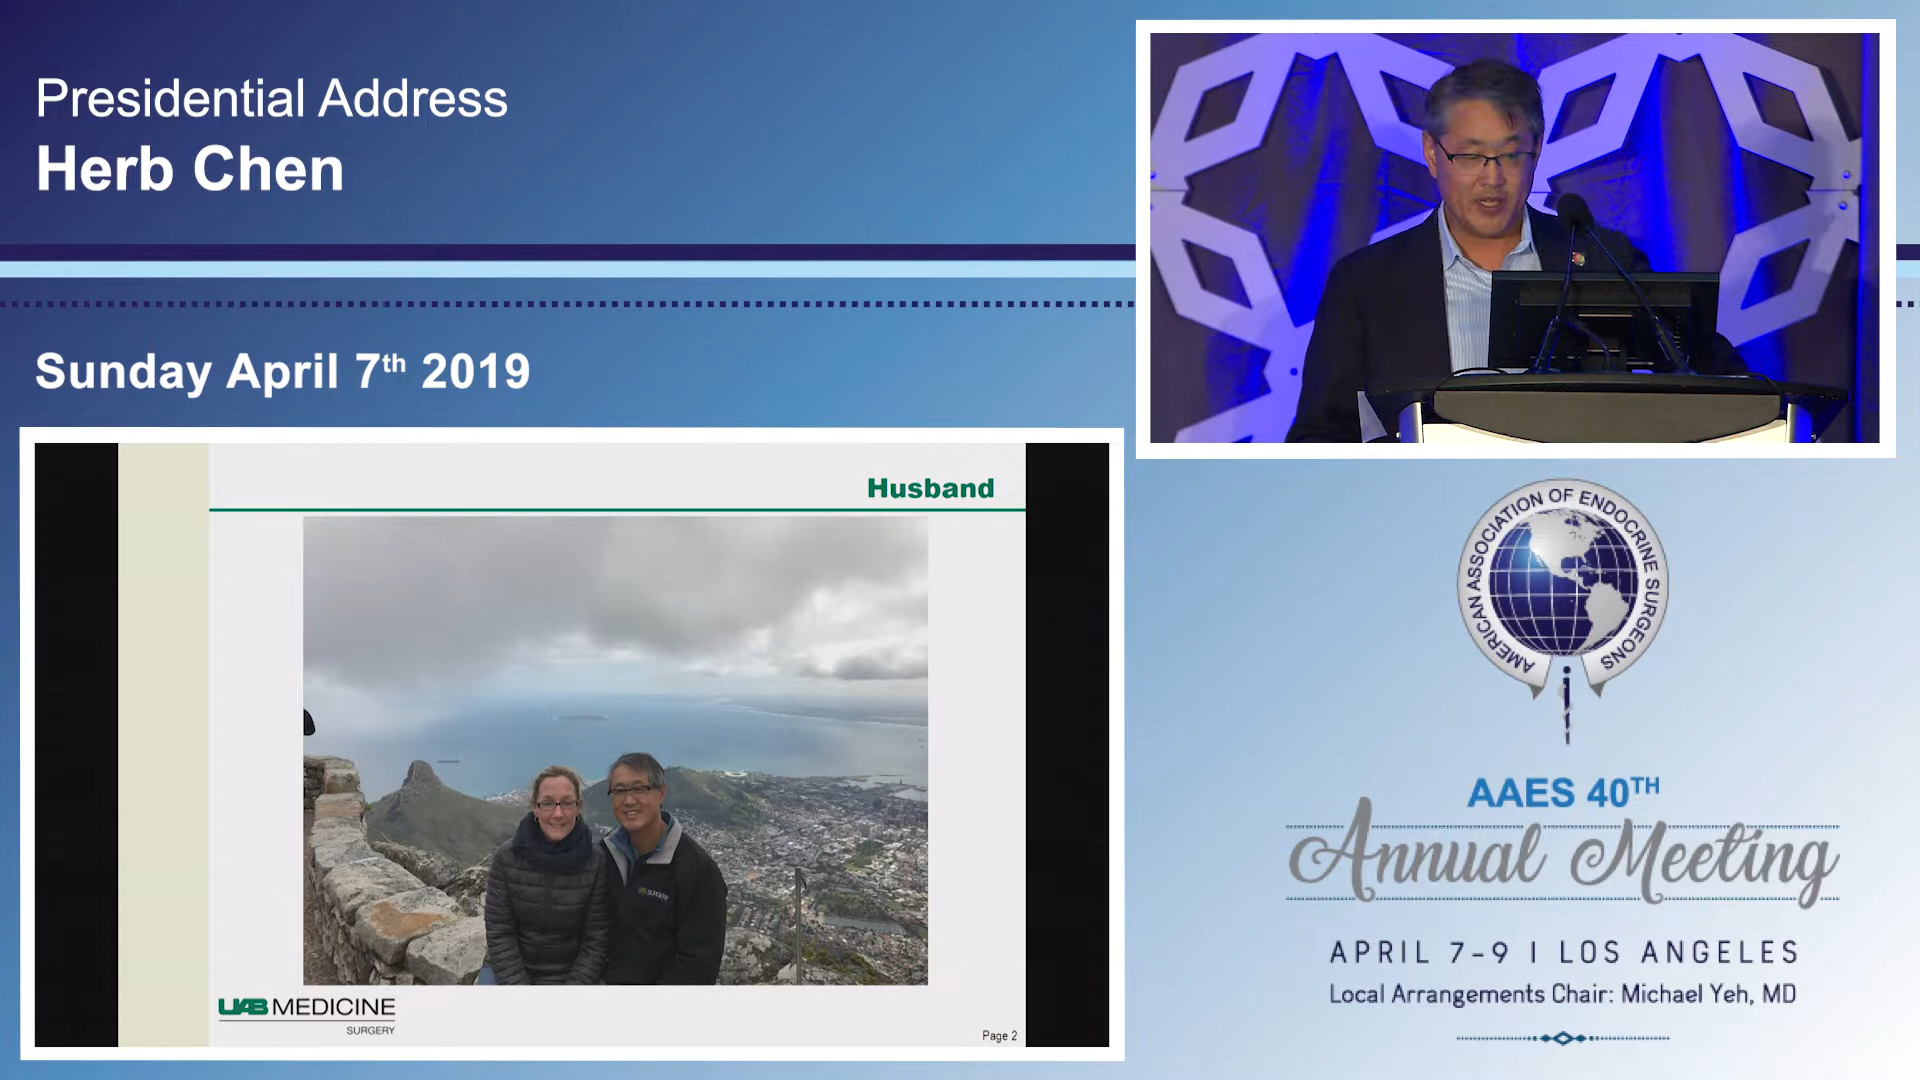 Presidential Address
Herb Chen
Sunday April 7th 2019
Husband
UAB MEDICINE
SURGERY
Page 2
AMERICAN ASSOCIATION OF ENDOCRINE SURGEONS
AAES 40TH
Annual Meeting
APRIL 7-9 | LOS ANGELES
Local Arrangements Chair: Michael Yeh, MD